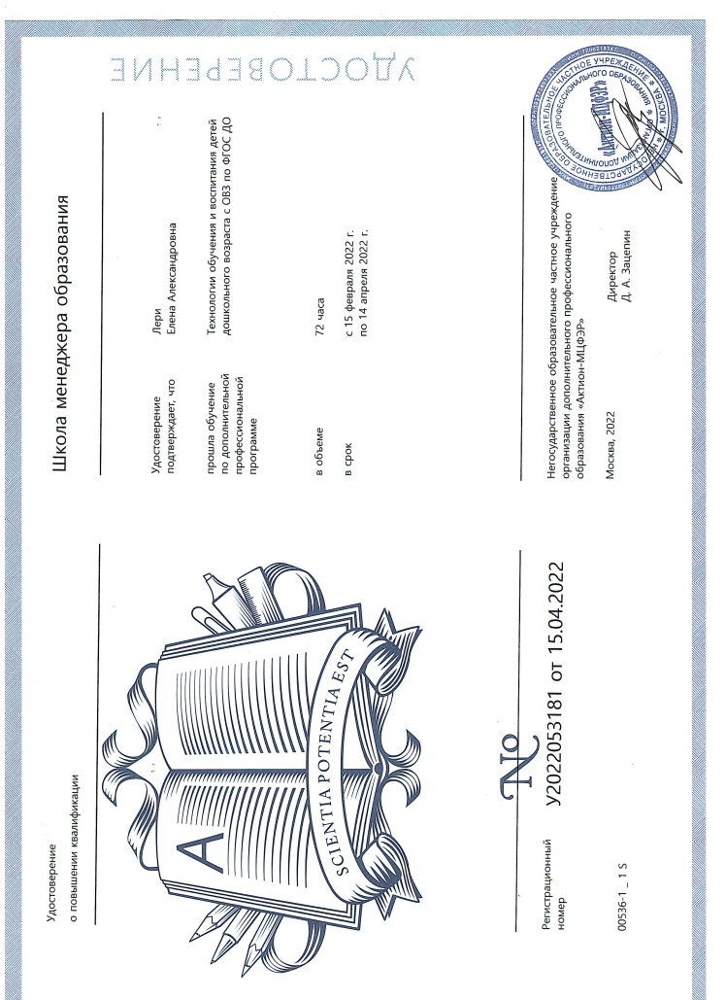 Удостоверение
о повышении квалификации
A
SCIENTIA POTENTIA EST
№
Регистрационный
номер
У2022053181 от 15.04.2022
00536-1 _ 1 S
УДОСТОВЕРЕНИЕ
Школа менеджера образования
Удостоверение
подтверждает, что
Лери
Елена Александровна
прошла обучение
по дополнительной
профессиональной
программе
Технологии обучения и воспитания детей
дошкольного возраста с ОВЗ по ФГОС ДО
в объеме
72 часа
в срок
с 15 февраля 2022 г.
по 14 апреля 2022 г.
Негосударственное образовательное частное учреждение
организации дополнительного профессионального
образования «Актион-МЦФЭР»
Москва, 2022
Директор
Д. А. Зацепин
«Актион-МЦФЭР»